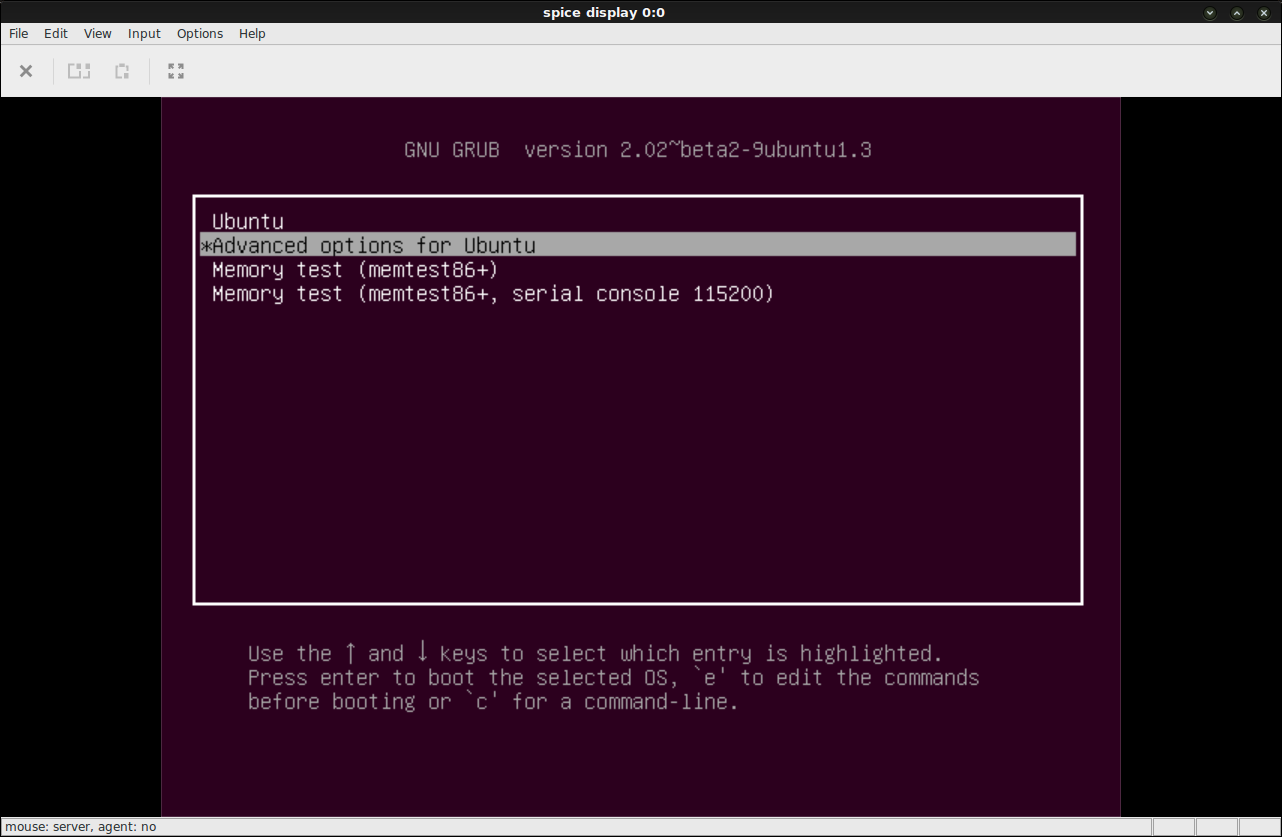 spice display 0:0
File Edit View Input Options Help
GNU GRUB  version 2.02~beta2-9ubuntu1.3
Ubuntu
*Advanced options for Ubuntu
Memory test (memtest86+)
Memory test (memtest86+, serial console 115200)
Use the ↑ and ↓ keys to select which entry is highlighted.
Press enter to boot the selected OS, `e' to edit the commands
before booting or `c' for a command-line.
mouse: server, agent: no